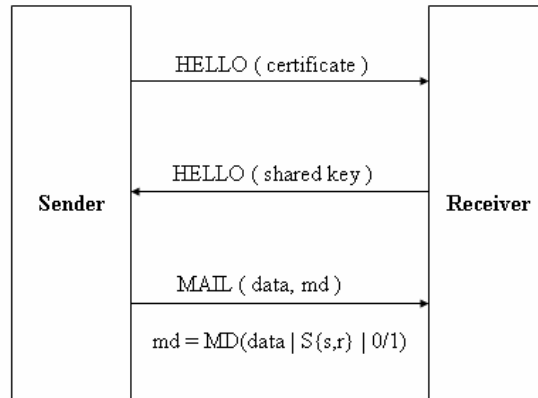 HELLO ( certificate )
HELLO ( shared key )
Sender
Receiver
MAIL ( data, md )
md = MD(data | S{s,r} | 0/1)